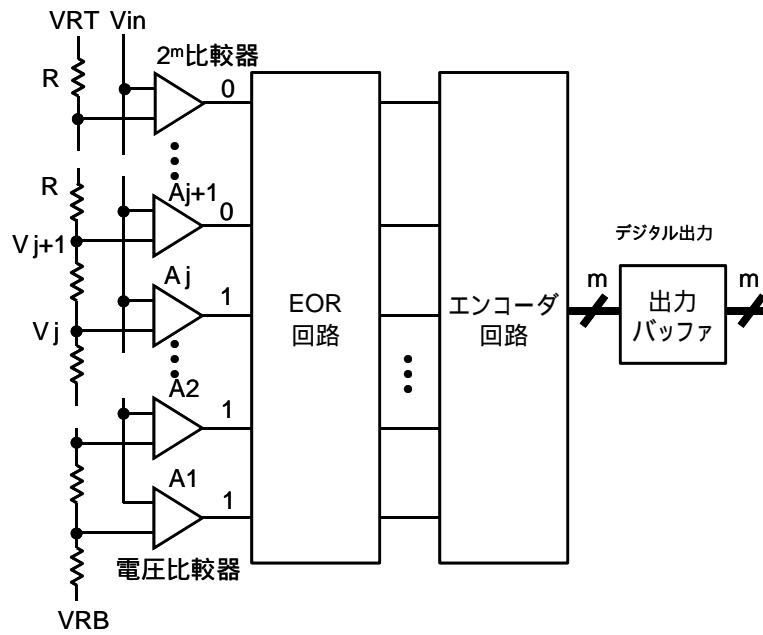 VRT Vin
2ᵐ比較器
R
0
R
Aj+1
0
Vj+1
Aj
1
Vj
A2
1
A1
1
電圧比較器
VRB
EOR
回路
エンコーダ
回路
デジタル出力
m
出力
バッファ
m